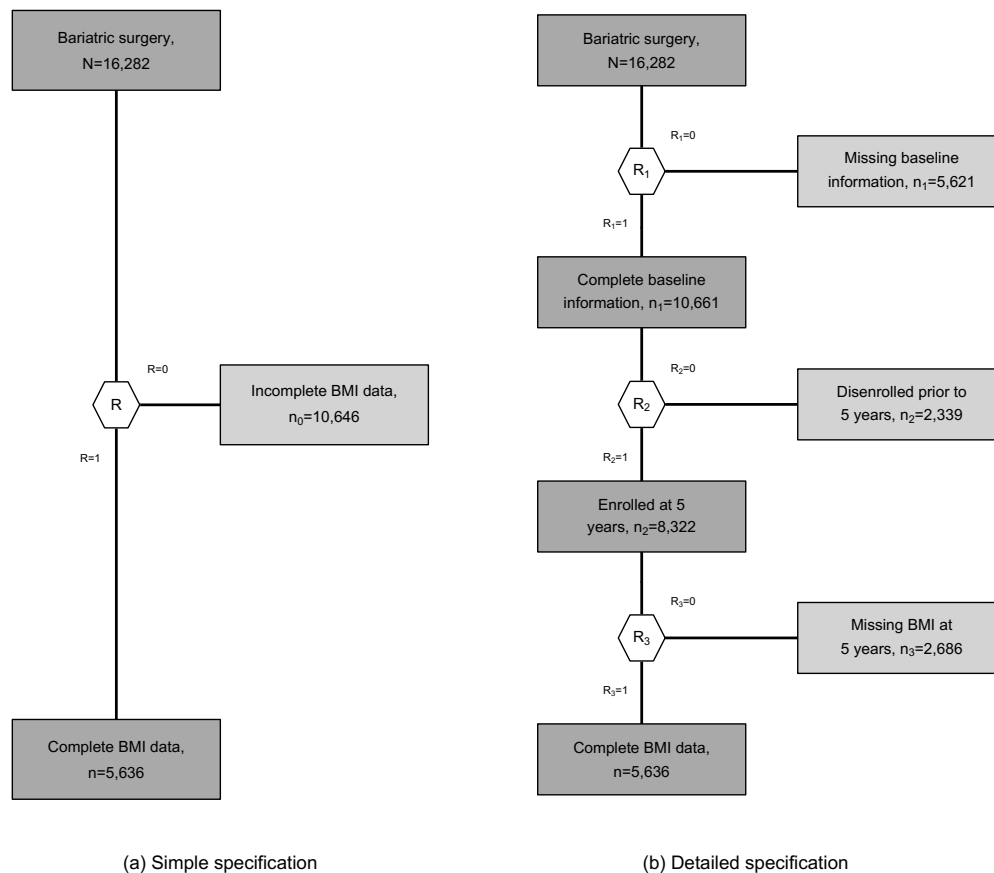 Bariatric surgery,
N=16,282
R=0
R
Incomplete BMI data,
n₀=10,646
R=1
Complete BMI data,
n=5,636
(a) Simple specification
Bariatric surgery,
N=16,282
R₁=0
R₁
Missing baseline
information, n₁=5,621
R₁=1
Complete baseline
information, n₁=10,661
R₂=0
R₂
Disenrolled prior to
5 years, n₂=2,339
R₂=1
Enrolled at 5
years, n₂=8,322
R₃=0
R₃
Missing BMI at
5 years, n₃=2,686
R₃=1
Complete BMI data,
n=5,636
(b) Detailed specification